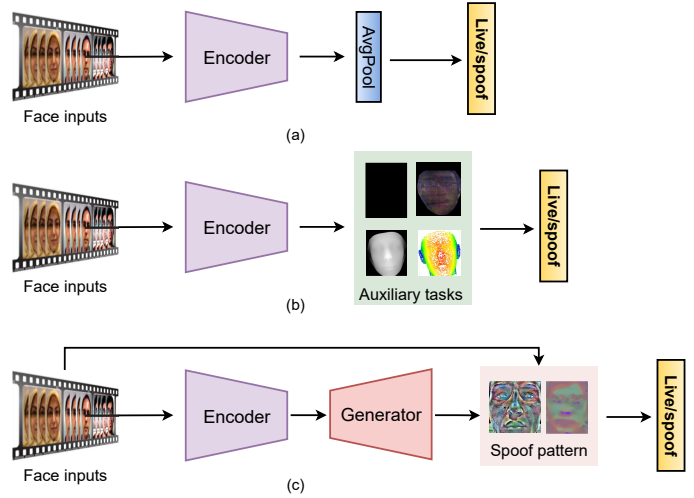 Encoder
AvgPool
Live/spoof
Face inputs
(a)
Encoder
Live/spoof
Face inputs
Auxiliary tasks
(b)
Encoder
Generator
Spoof pattern
Live/spoof
Face inputs
(c)